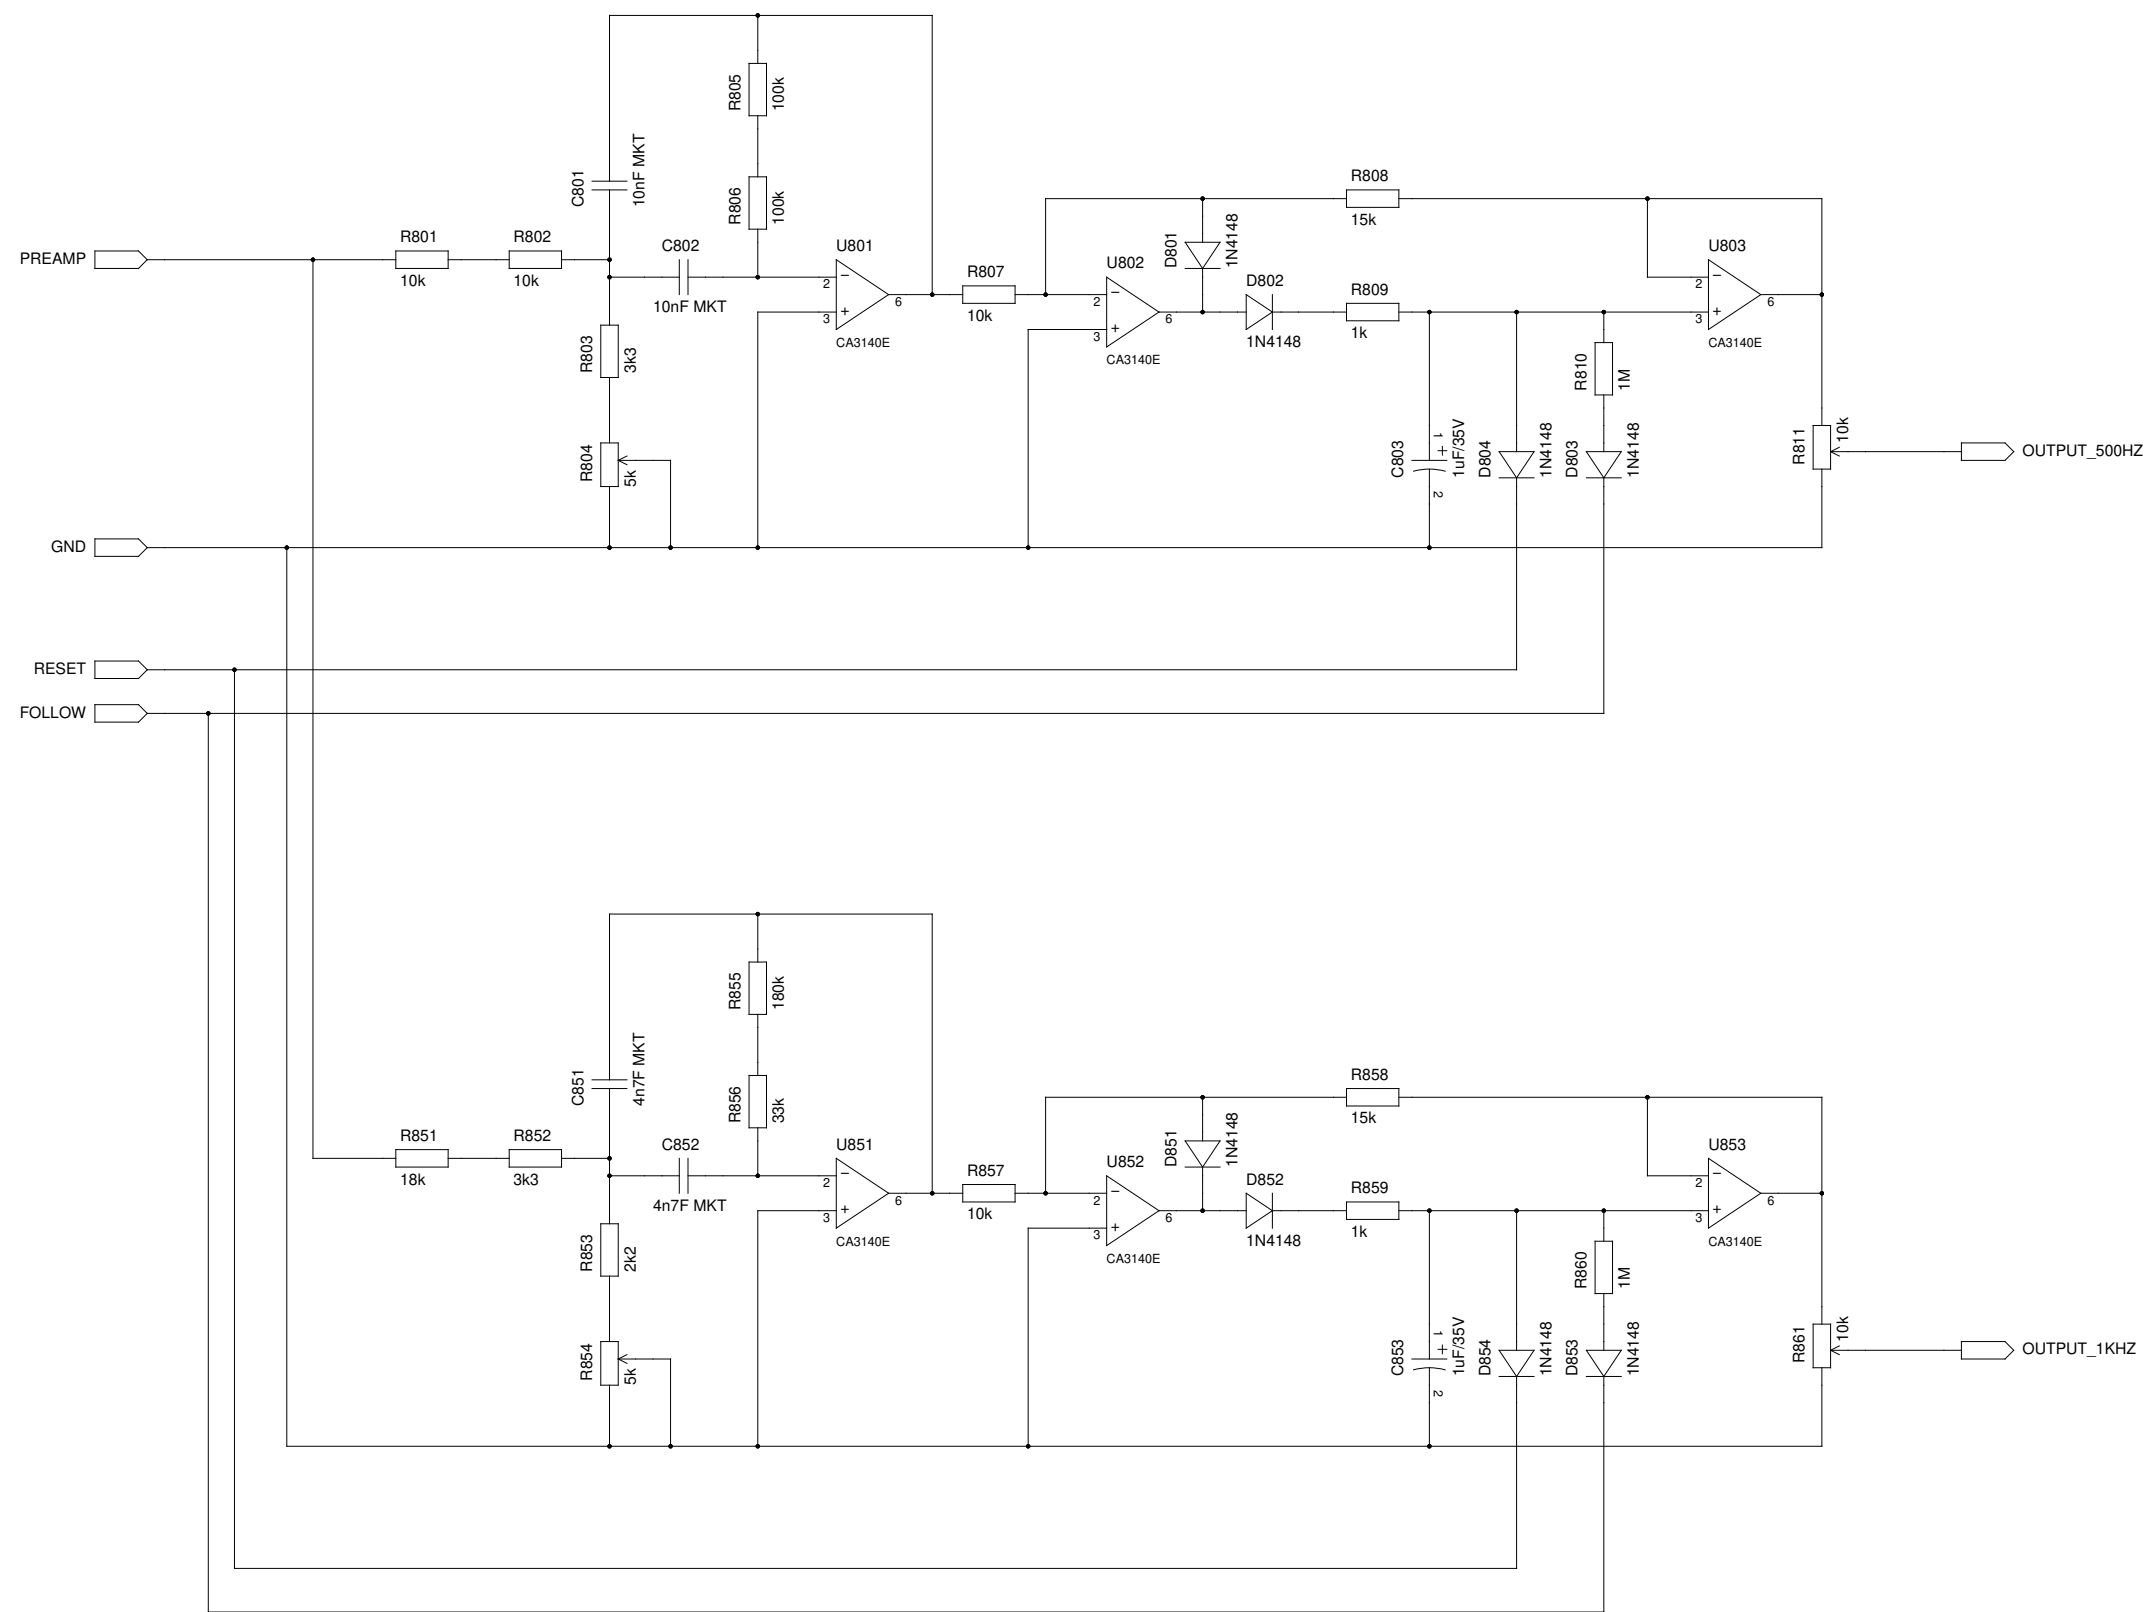 R805
100k
C801
10nF MKT
R806
100k
R808
15k
D801
1N4148
PREAMP
R801
10k
R802
10k
C802
10nF MKT
U801
−
2
+
3
6
CA3140E
R807
10k
U802
−
2
+
3
6
CA3140E
D802
1N4148
R809
1k
U803
−
2
+
3
6
CA3140E
R803
3k3
R810
1M
R804
5k
C803
1
+
2
1uF/35V
D804
1N4148
D803
1N4148
R811
10k
OUTPUT_500HZ
GND
RESET
FOLLOW
R855
180k
C851
4n7F MKT
R856
33k
R858
15k
D851
1N4148
R851
18k
R852
3k3
C852
4n7F MKT
U851
−
2
+
3
6
CA3140E
R857
10k
U852
−
2
+
3
6
CA3140E
D852
1N4148
R859
1k
U853
−
2
+
3
6
CA3140E
R853
2k2
R860
1M
R854
5k
C853
1
+
2
1uF/35V
D854
1N4148
D853
1N4148
R861
10k
OUTPUT_1KHZ